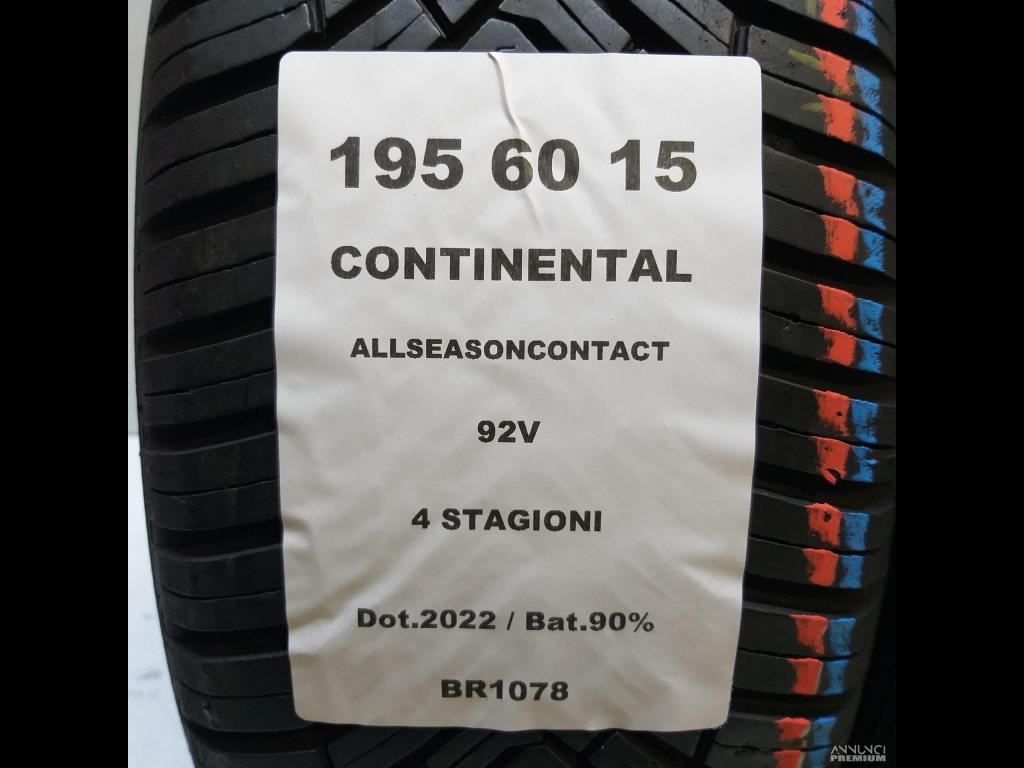 195 60 15
CONTINENTAL
ALLSEASONCONTACT
92V
4 STAGIONI
Dot.2022 / Bat.90%
BR1078
ANNUNCI
PREMIUM